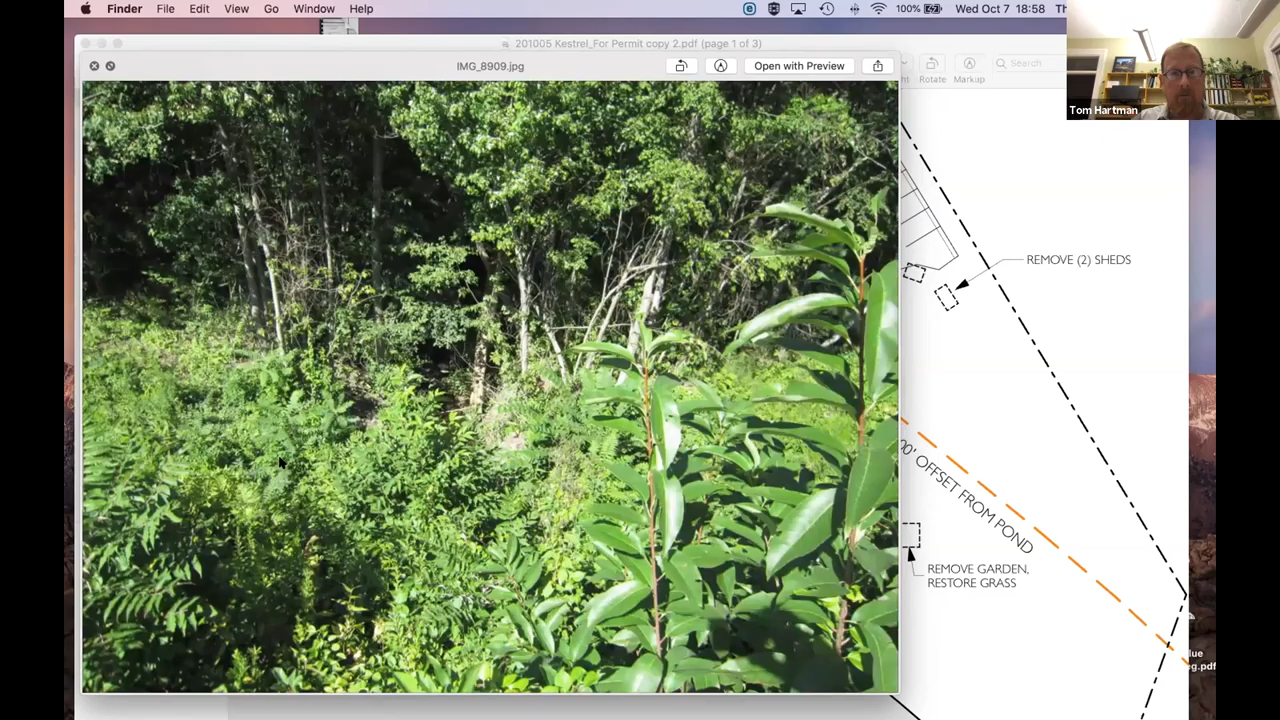 Finder File Edit View Go Window Help
100% Wed Oct 7 18:58
201005 Kestrel_For Permit copy 2.pdf (page 1 of 3)
IMG_8909.jpg
Open with Preview
Rotate
Markup
Search
Tom Hartman
REMOVE (2) SHEDS
00' OFFSET FROM POND
REMOVE GARDEN,
RESTORE GRASS